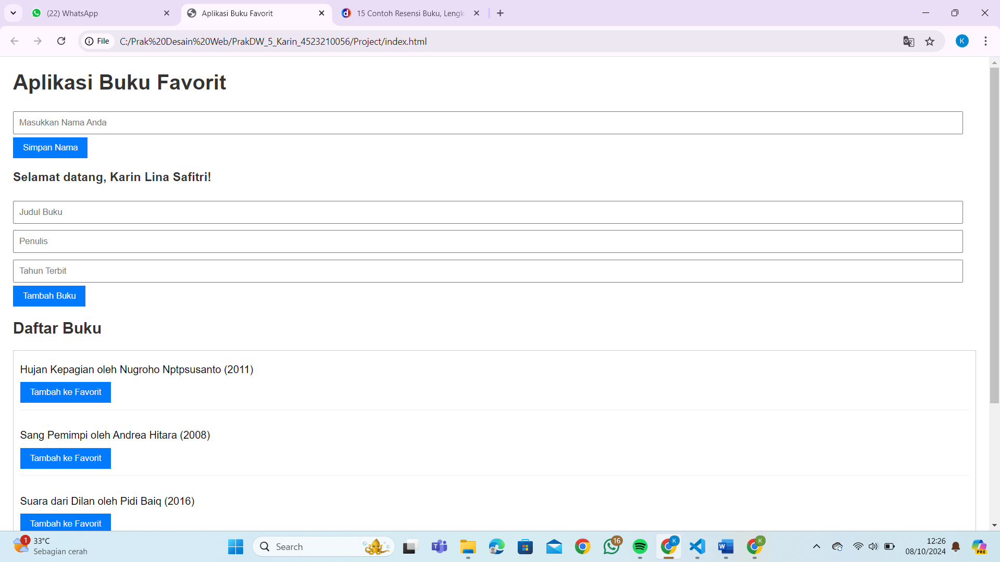 (22) WhatsApp
Aplikasi Buku Favorit
15 Contoh Resensi Buku, Lengk
File
C:/Prak%20Desain%20Web/PrakDW_5_Karin_4523210056/Project/index.html
K
Aplikasi Buku Favorit
Masukkan Nama Anda
Simpan Nama
Selamat datang, Karin Lina Safitri!
Judul Buku
Penulis
Tahun Terbit
Tambah Buku
Daftar Buku
Hujan Kepagian oleh Nugroho Nptpsusanto (2011)
Tambah ke Favorit
Sang Pemimpi oleh Andrea Hitara (2008)
Tambah ke Favorit
Suara dari Dilan oleh Pidi Baiq (2016)
Tambah ke Favorit
1
33°C
Sebagian cerah
Search
16
K
K
12:26
08/10/2024
PRE